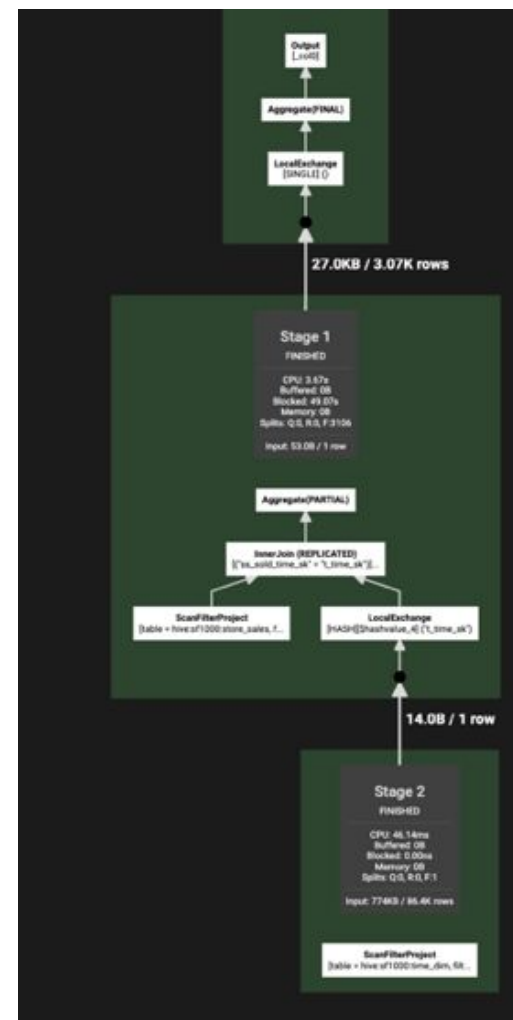 Output
Aggregate(FINAL)
LocalExchange
[SINGLE] ()
27.0KB / 3.07K rows
Stage 1
FINISHED
CPU: 3.67s
Buffered: 0B
Blocked: 49.07s
Memory: 0B
Splits: Q:0, R:0, F:3106
Input: 53.0B / 1 row
Aggregate(PARTIAL)
InnerJoin (REPLICATED)
[("ss_sold_time_sk" = "t_time_sk")]...
ScanFilterProject
[table = hive:sf1000:store_sales, f...
LocalExchange
[HASH][$hashvalue_4] ("t_time_sk")
14.0B / 1 row
Stage 2
FINISHED
CPU: 46.14ms
Buffered: 0B
Blocked: 0.00ns
Memory: 0B
Splits: Q:0, R:0, F:1
Input: 774KB / 86.4K rows
ScanFilterProject
[table = hive:sf1000:time_dim, filt...